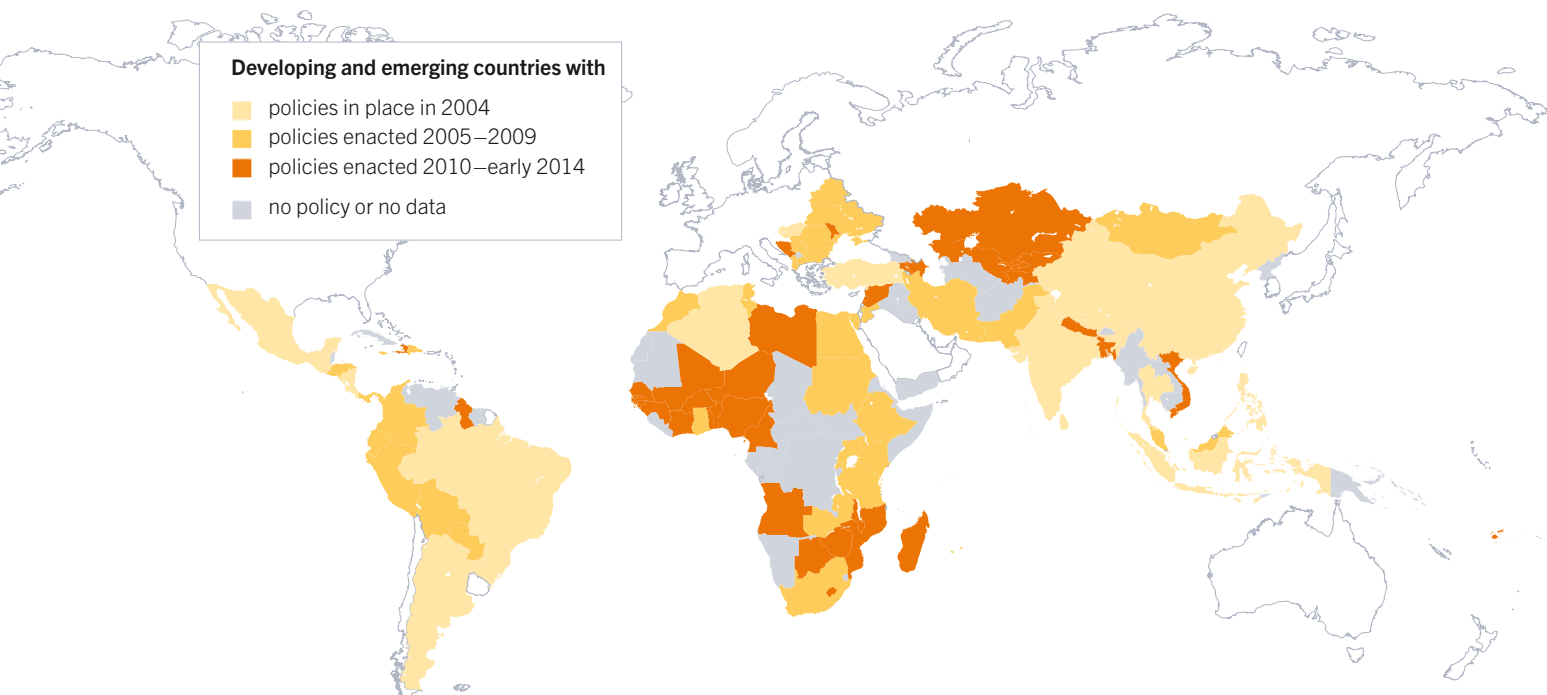 Developing and emerging countries with
policies in place in 2004
policies enacted 2005–2009
policies enacted 2010–early 2014
no policy or no data